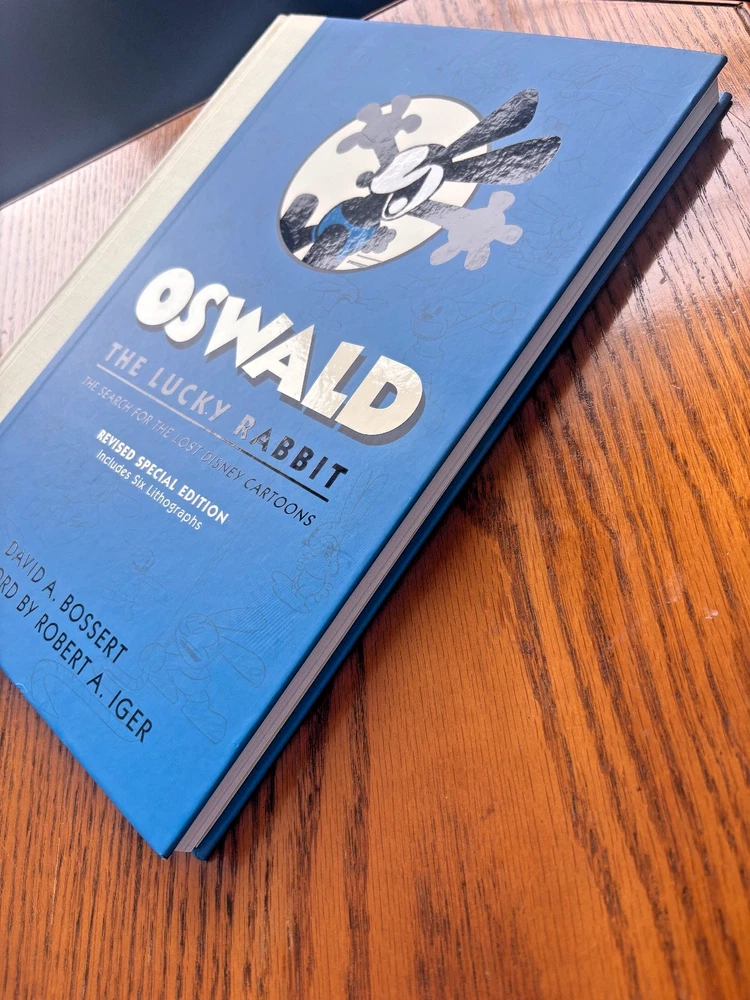 OSWALD
THE LUCKY RABBIT
THE SEARCH FOR THE LOST DISNEY CARTOONS
REVISED SPECIAL EDITION
Includes Six Lithographs
DAVID A. BOSSERT
ORD BY ROBERT A. IGER